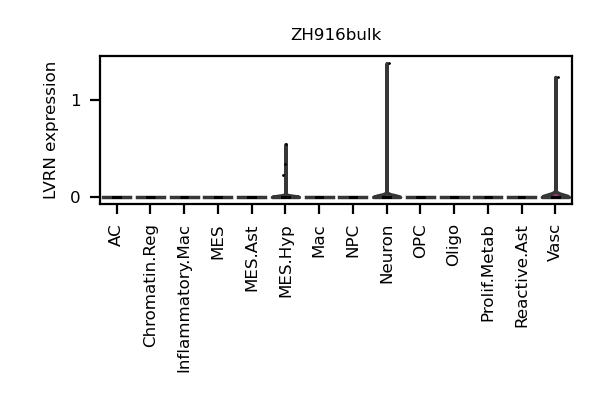 ZH916bulk
LVRN expression
1
0
AC
Chromatin.Reg
Inflammatory.Mac
MES
MES.Ast
MES.Hyp
Mac
NPC
Neuron
OPC
Oligo
Prolif.Metab
Reactive.Ast
Vasc